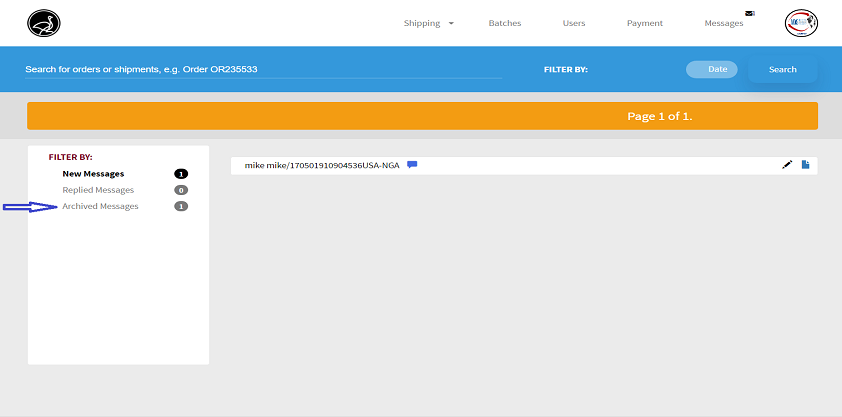 Shipping
Batches
Users
Payment
Messages
Search for orders or shipments, e.g. Order OR235533
FILTER BY:
Date
Search
Page 1 of 1.
FILTER BY:
New Messages 1
Replied Messages 0
Archived Messages 1
mike mike/170501910904536USA-NGA